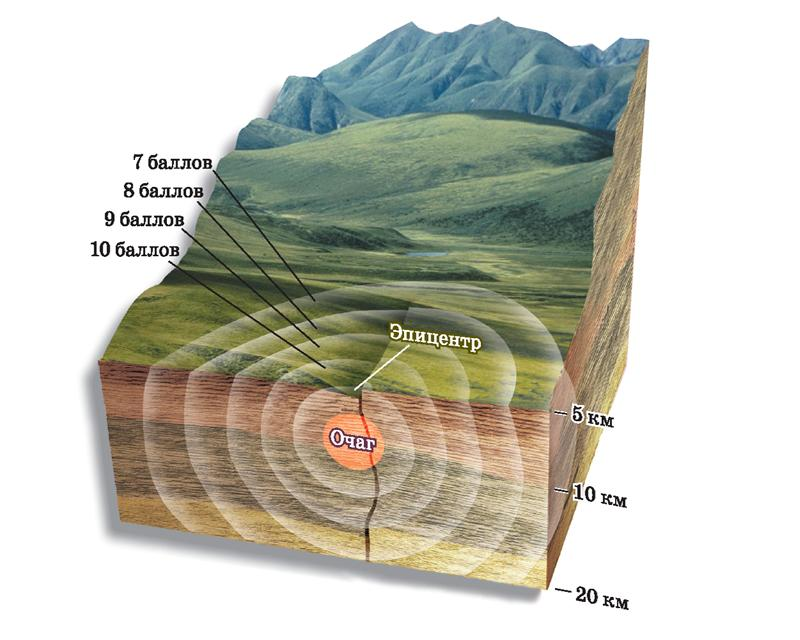 7 баллов
8 баллов
9 баллов
10 баллов
Эпицентр
Очаг
5 км
10 км
20 км